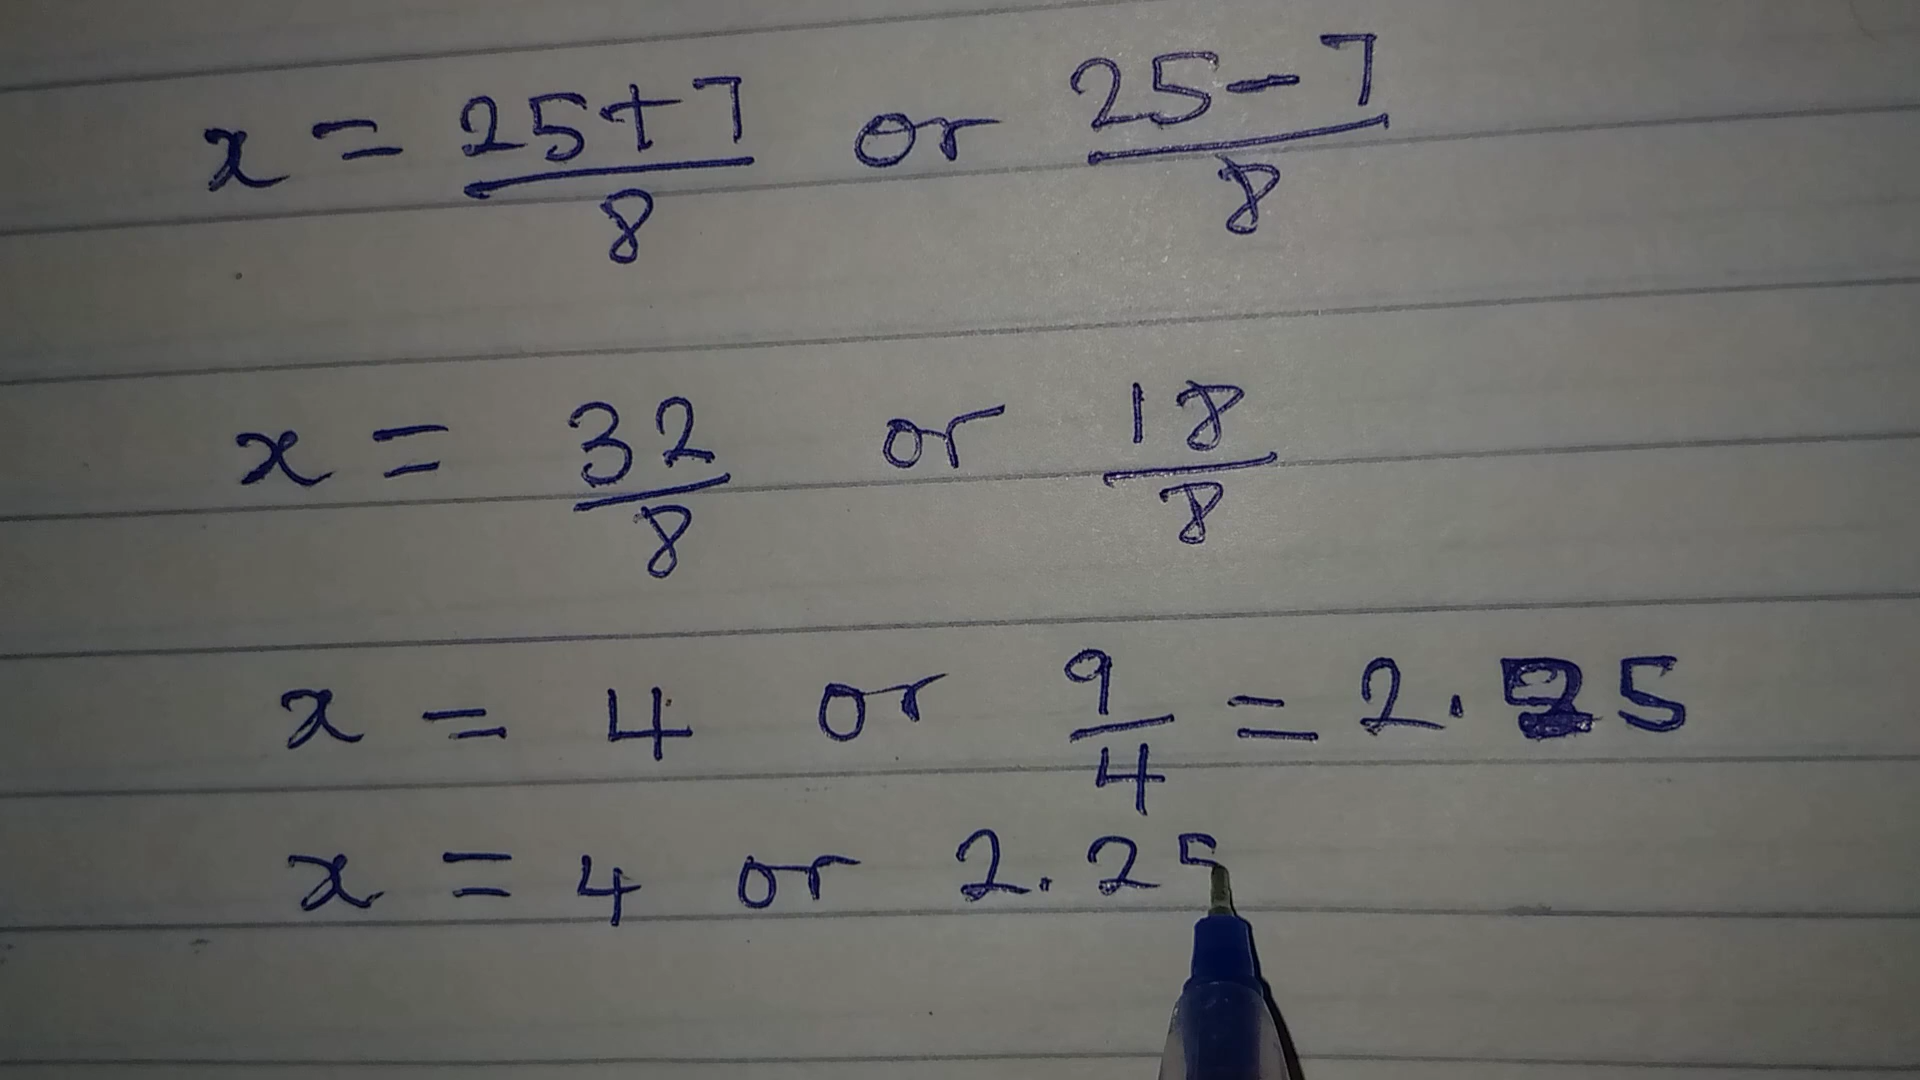 x = 25+7/8 or 25-7/8
x = 32/8 or 18/8
x = 4 or 9/4 = 2.25
x = 4 or 2.25